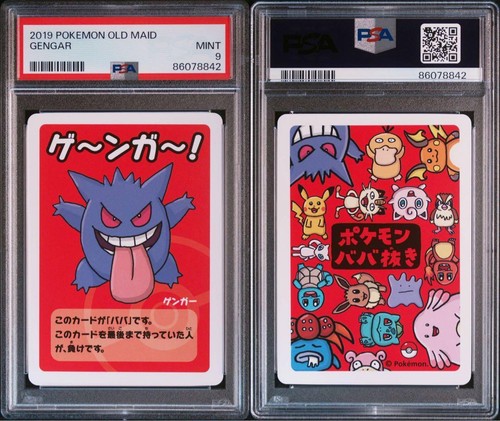 2019 POKEMON OLD MAID
GENGAR
MINT
9
PSA
86078842
ゲ〜ンガ〜!
ゲンガー
このカードが「ババ」です。
このカードを最後まで持っていた人
が、負けです。
PSA
PSA
86078842
ポケモン
ババ抜き
© Pokémon.